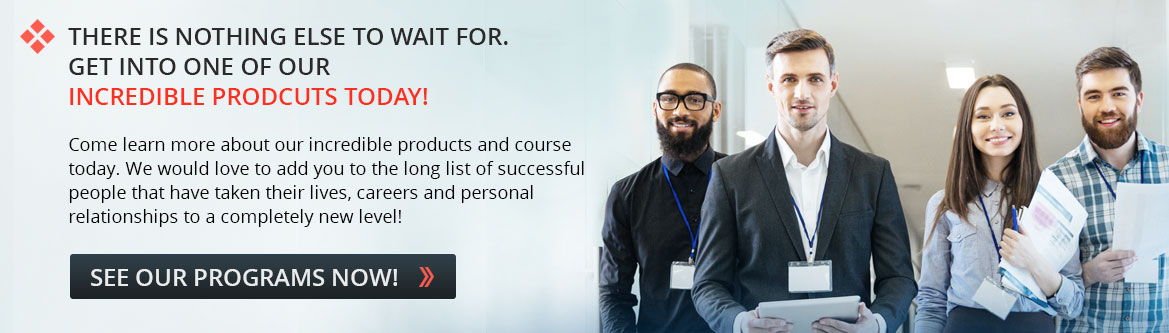 THERE IS NOTHING ELSE TO WAIT FOR.
GET INTO ONE OF OUR
INCREDIBLE PRODCUTS TODAY!
Come learn more about our incredible products and course
today. We would love to add you to the long list of successful
people that have taken their lives, careers and personal
relationships to a completely new level!
SEE OUR PROGRAMS NOW!